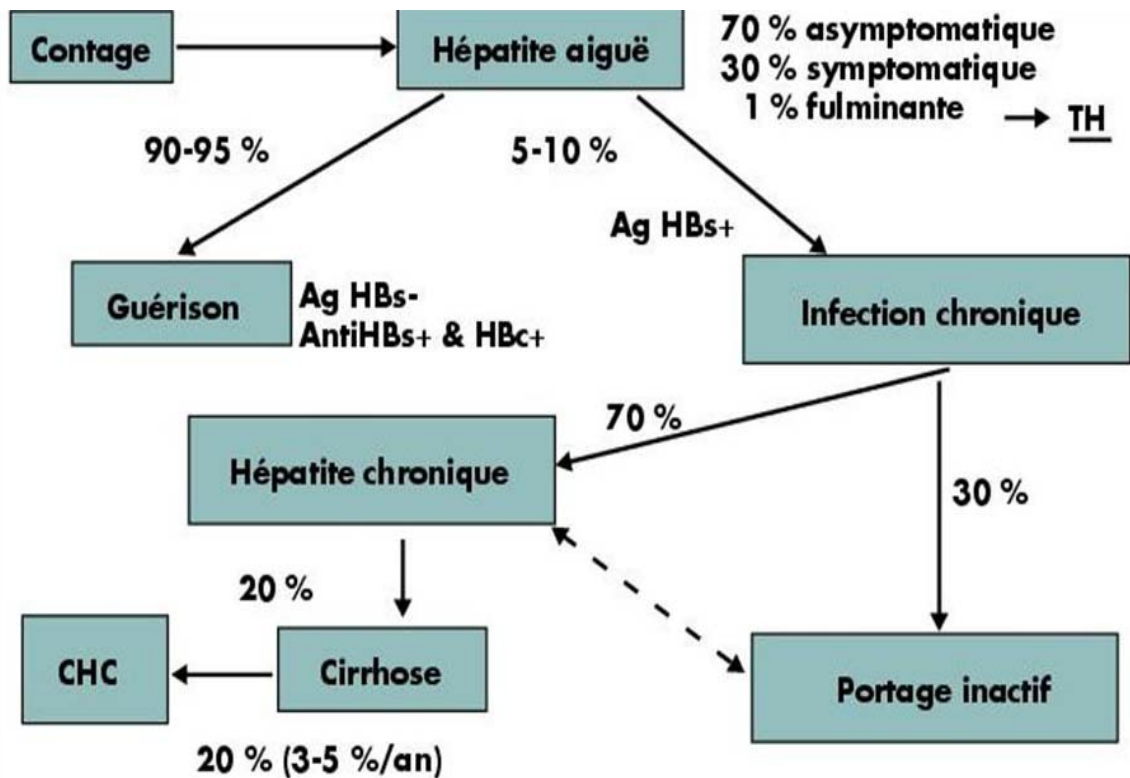 Contage
Hépatite aiguë
70 % asymptomatique
30 % symptomatique
1 % fulminante
TH
90-95 %
5-10 %
Ag HBs+
Guérison
Ag HBs-
AntiHBs+ & HBc+
Infection chronique
70 %
Hépatite chronique
30 %
20 %
CHC
Cirrhose
Portage inactif
20 % (3-5 %/an)